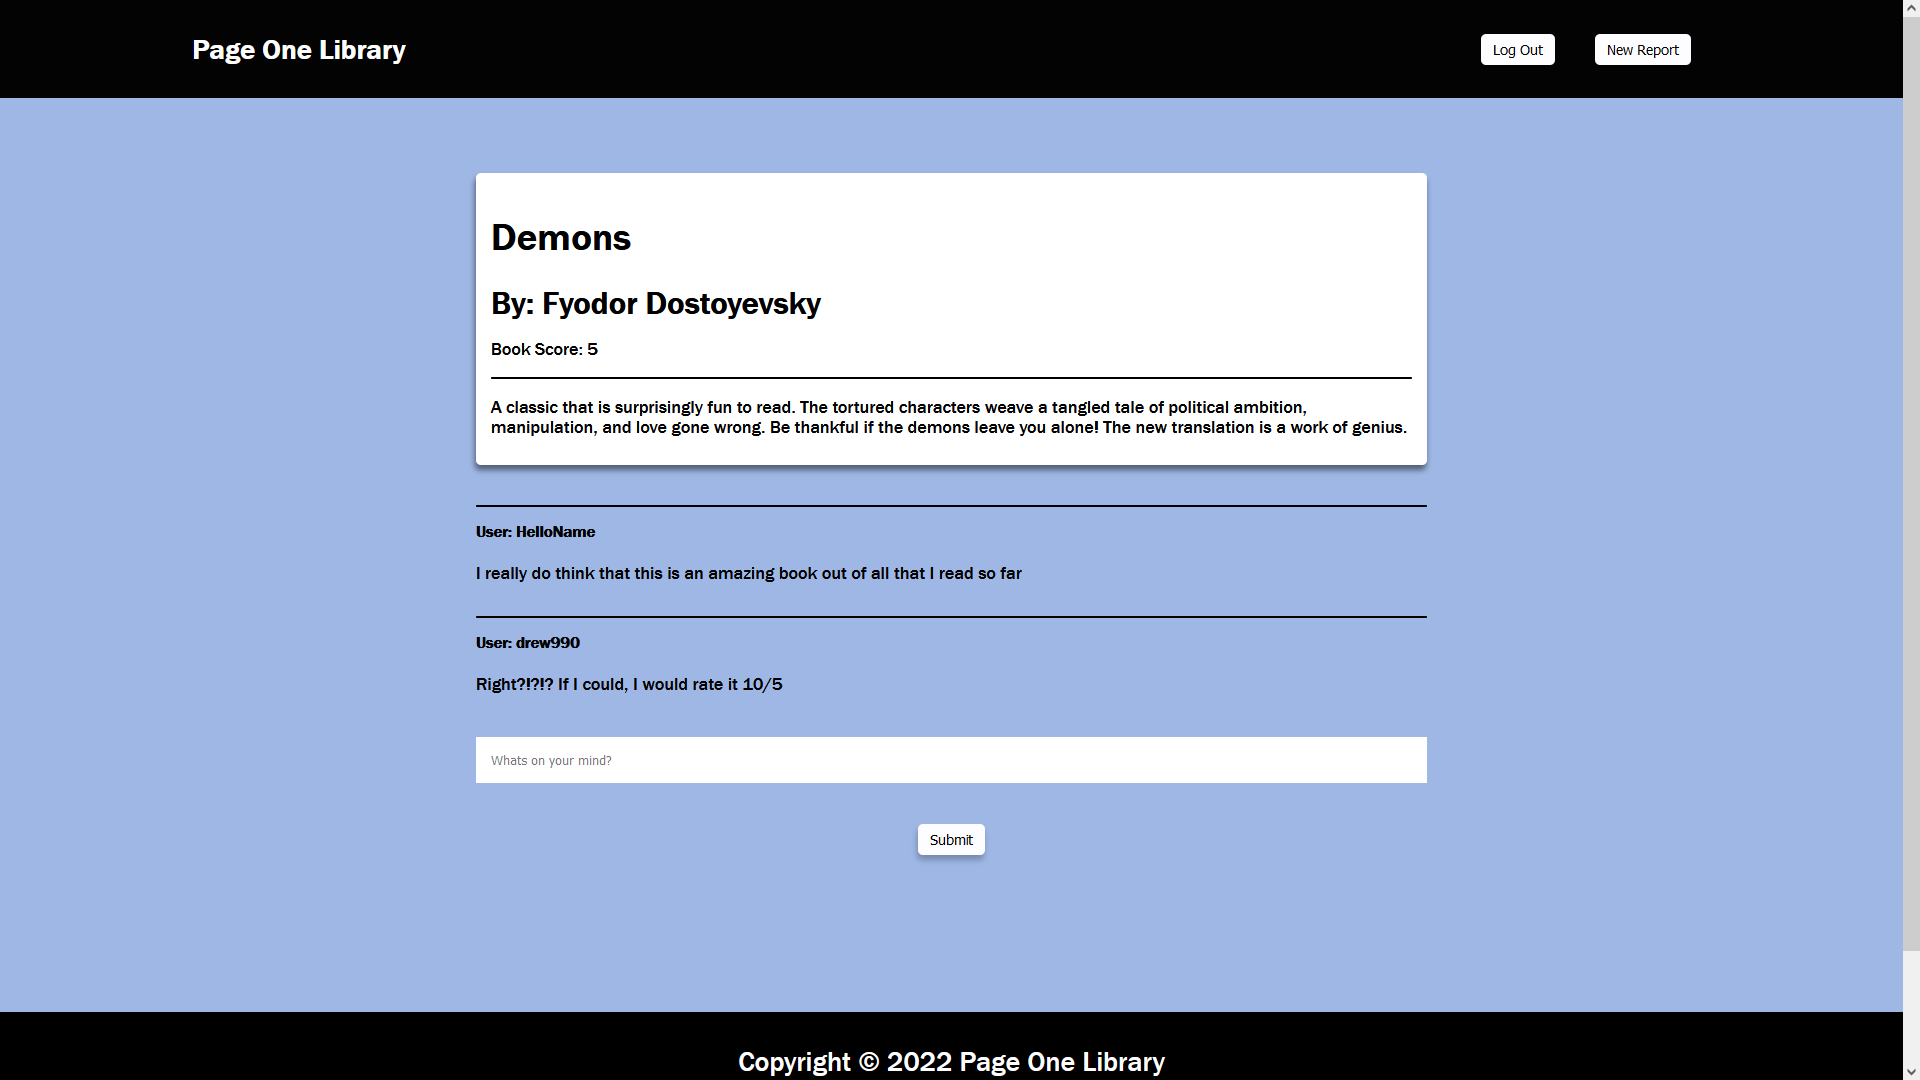 Page One Library
Log Out
New Report
Demons
By: Fyodor Dostoyevsky
Book Score: 5
A classic that is surprisingly fun to read. The tortured characters weave a tangled tale of political ambition,
manipulation, and love gone wrong. Be thankful if the demons leave you alone! The new translation is a work of genius.
User: HelloName
I really do think that this is an amazing book out of all that I read so far
User: drew990
Right?!?!? If I could, I would rate it 10/5
Whats on your mind?
Submit
Copyright © 2022 Page One Library